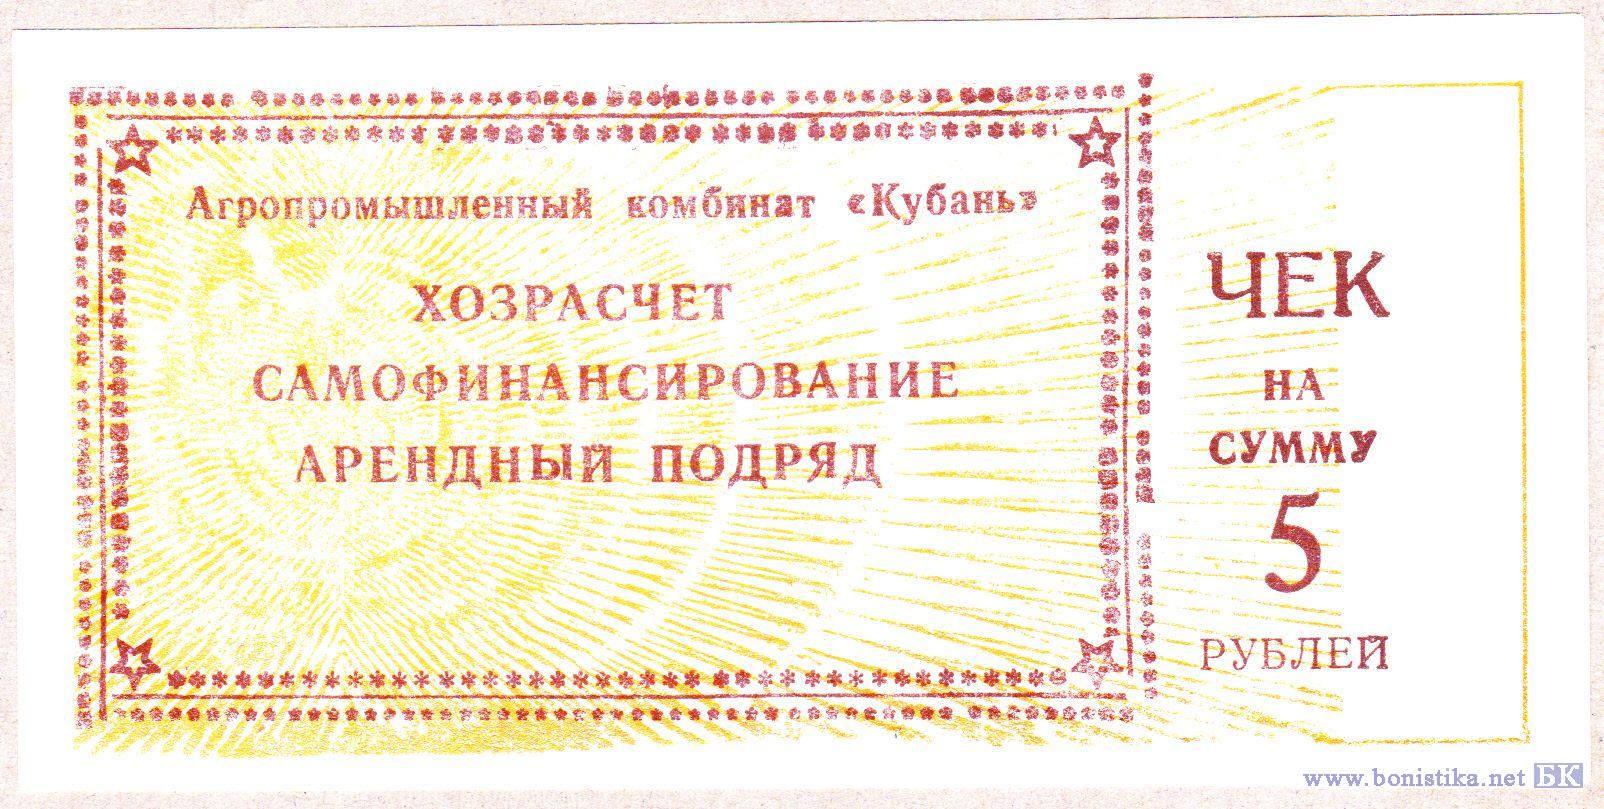 Агропромышленный комбинат «Кубань»
ХОЗРАСЧЕТ
САМОФИНАНСИРОВАНИЕ
АРЕНДНЫЙ ПОДРЯД
ЧЕК
НА
СУММУ
5
РУБЛЕЙ
www.bonistika.net БК